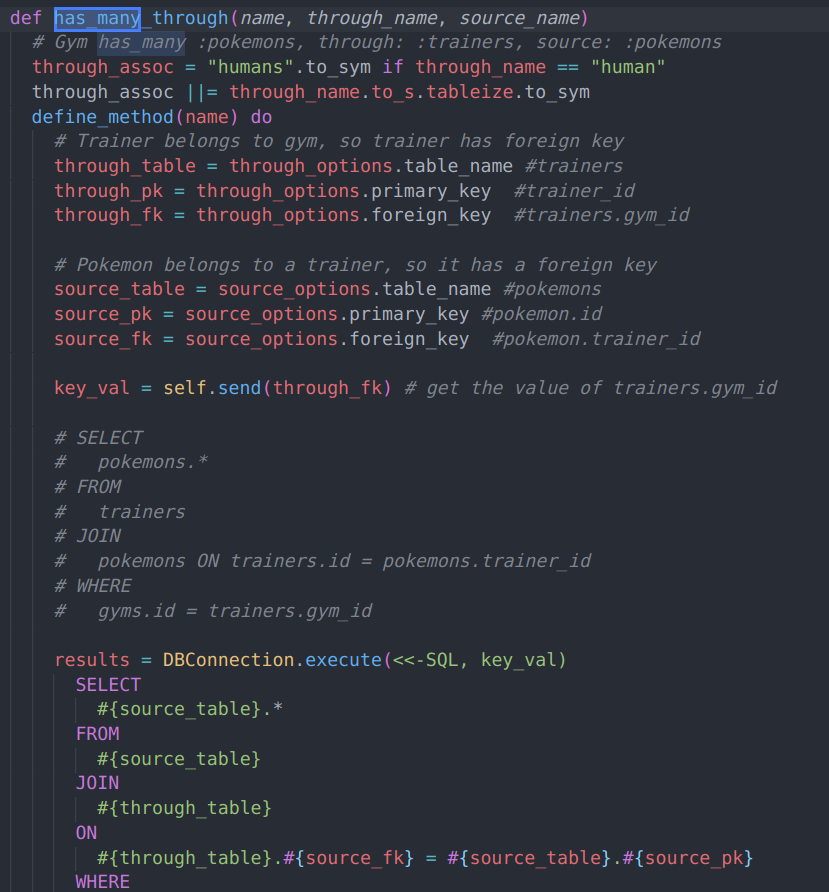 def has_many_through(name, through_name, source_name)
# Gym has_many :pokemons, through: :trainers, source: :pokemons
through_assoc = "humans".to_sym if through_name == "human"
through_assoc ||= through_name.to_s.tableize.to_sym
define_method(name) do
# Trainer belongs to gym, so trainer has foreign key
through_table = through_options.table_name #trainers
through_pk = through_options.primary_key #trainer_id
through_fk = through_options.foreign_key #trainers.gym_id
# Pokemon belongs to a trainer, so it has a foreign key
source_table = source_options.table_name #pokemons
source_pk = source_options.primary_key #pokemon.id
source_fk = source_options.foreign_key #pokemon.trainer_id
key_val = self.send(through_fk) # get the value of trainers.gym_id
# SELECT
# pokemons.*
# FROM
# trainers
# JOIN
# pokemons ON trainers.id = pokemons.trainer_id
# WHERE
# gyms.id = trainers.gym_id
results = DBConnection.execute(<<-SQL, key_val)
SELECT
#{source_table}.*
FROM
#{source_table}
JOIN
#{through_table}
ON
#{through_table}.#{source_fk} = #{source_table}.#{source_pk}
WHERE